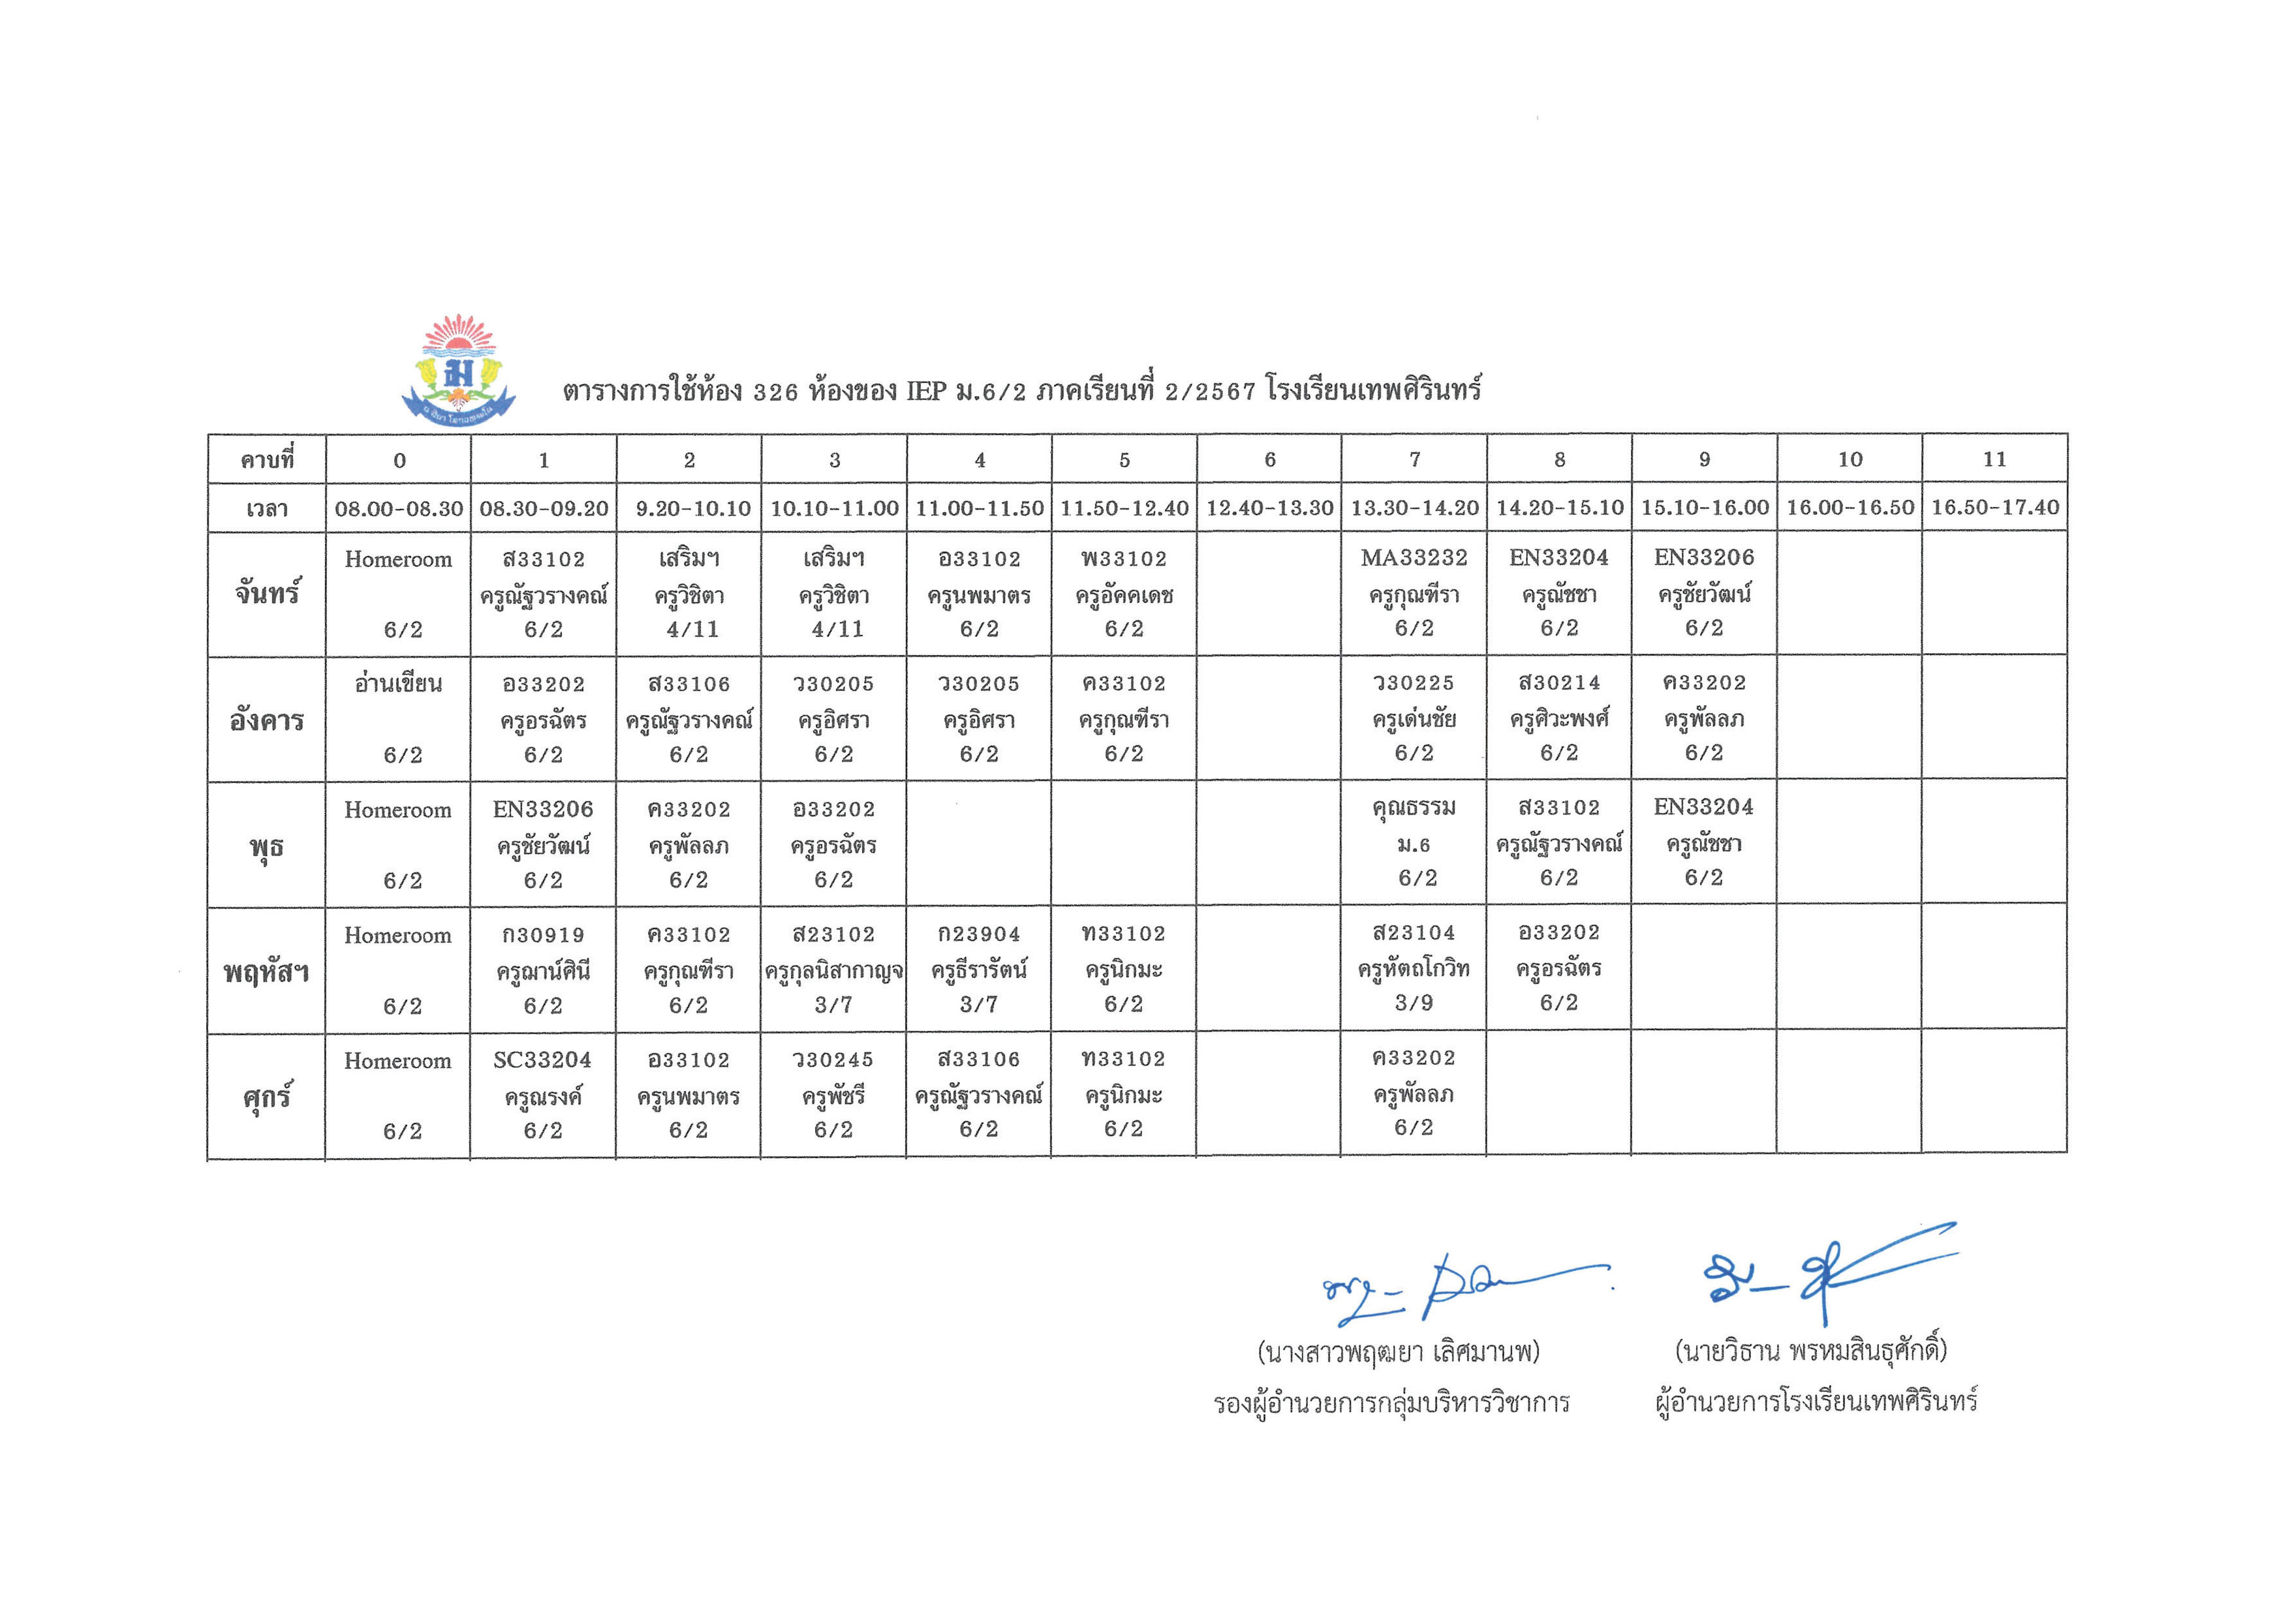 ตารางการใช้ห้อง 326 ห้องของ IEP ม.6/2 ภาคเรียนที่ 2/2567 โรงเรียนเทพศิรินทร์
คาบที่ 0 1 2 3 4 5 6 7 8 9 10 11
เวลา 08.00-08.30 08.30-09.20 9.20-10.10 10.10-11.00 11.00-11.50 11.50-12.40 12.40-13.30 13.30-14.20 14.20-15.10 15.10-16.00 16.00-16.50 16.50-17.40
จันทร์
Homeroom ส33102 เสริมฯ เสริมฯ อ33102 พ33102 MA33232 EN33204 EN33206
ครูณัฐวรางคณ์ ครูวิชิตา ครูวิชิตา ครูนพมาตร ครูอัคคเดช ครูกุณฑีรา ครูณัชชา ครูชัยวัฒน์
6/2 6/2 4/11 4/11 6/2 6/2 6/2 6/2 6/2
อังคาร
อ่านเขียน อ33202 ส33106 ว30205 ว30205 ค33102 ว30225 ส30214 ค33202
ครูอรฉัตร ครูณัฐวรางคณ์ ครูอิศรา ครูอิศรา ครูกุณฑีรา ครูเด่นชัย ครูศิวะพงศ์ ครูพัลลภ
6/2 6/2 6/2 6/2 6/2 6/2 6/2 6/2 6/2
พุธ
Homeroom EN33206 ค33202 อ33202 คุณธรรม ส33102 EN33204
ครูชัยวัฒน์ ครูพัลลภ ครูอรฉัตร ม.6 ครูณัฐวรางคณ์ ครูณัชชา
6/2 6/2 6/2 6/2 6/2 6/2 6/2
พฤหัสฯ
Homeroom ก30919 ค33102 ส23102 ก23904 ท33102 ส23104 อ33202
ครูฌาน์ศินี ครูกุณฑีรา ครูกุลนิสากาญจ ครูธีรารัตน์ ครูนิกมะ ครูหัตถโกวิท ครูอรฉัตร
6/2 6/2 6/2 3/7 3/7 6/2 3/9 6/2
ศุกร์
Homeroom SC33204 อ33102 ว30245 ส33106 ท33102 ค33202
ครูณรงค์ ครูนพมาตร ครูพัชรี ครูณัฐวรางคณ์ ครูนิกมะ ครูพัลลภ
6/2 6/2 6/2 6/2 6/2 6/2 6/2
(นางสาวพฤฒยา เลิศมานพ) (นายวิธาน พรหมสินธุศักดิ์)
รองผู้อำนวยการกลุ่มบริหารวิชาการ ผู้อำนวยการโรงเรียนเทพศิรินทร์